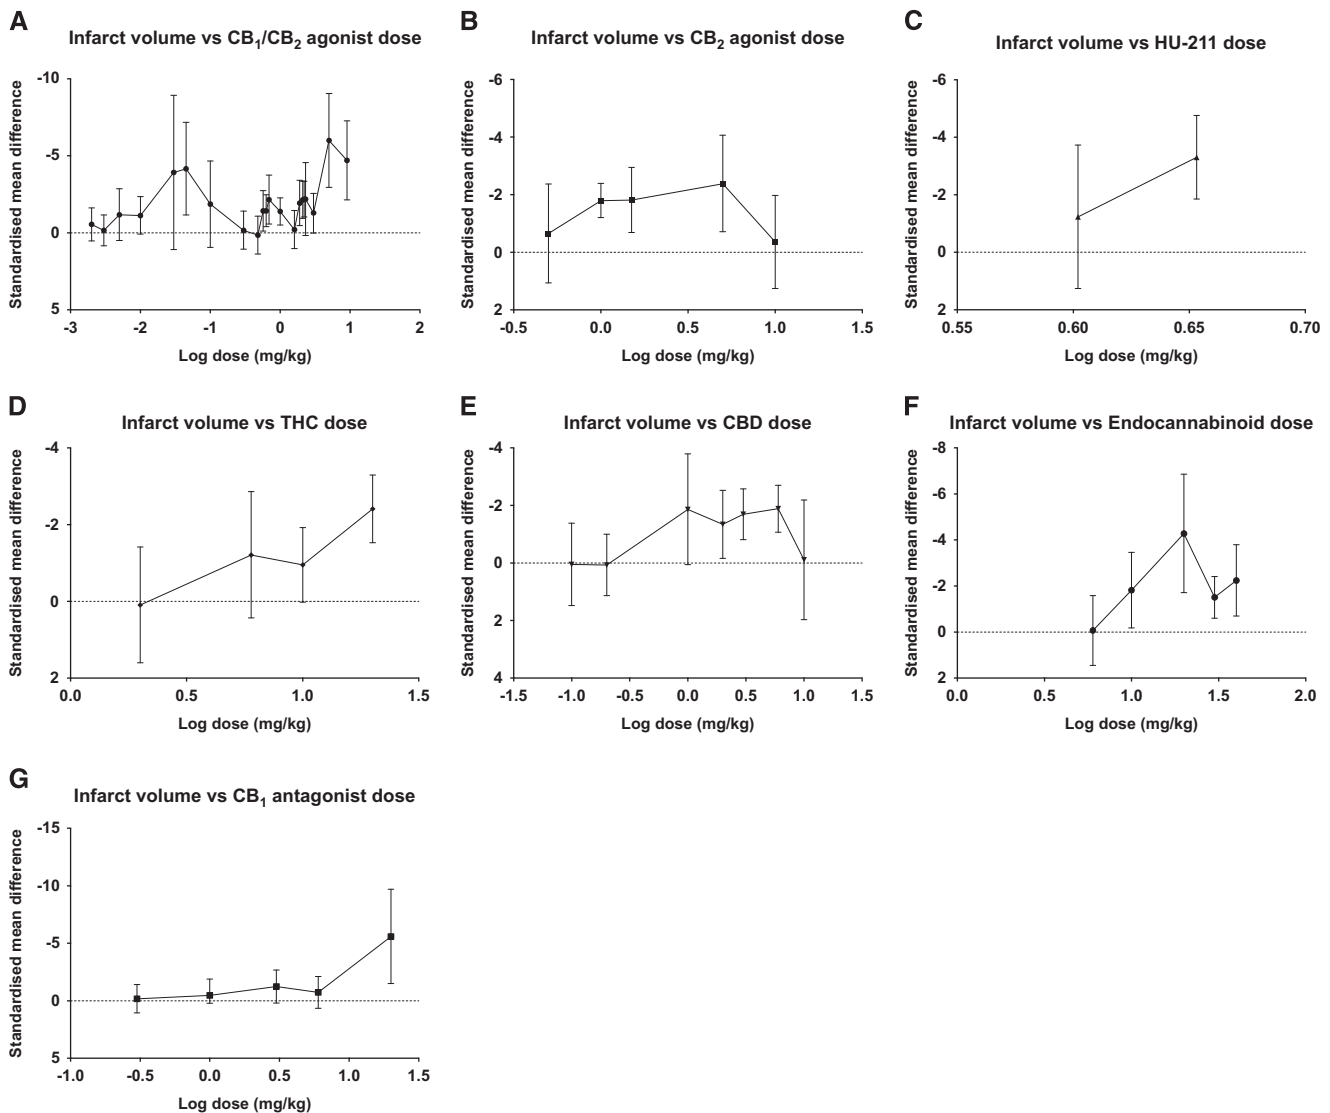 A
Infarct volume vs CB1/CB2 agonist dose
Standardised mean difference
-10
-5
0
5
-3 -2 -1 0 1 2
Log dose (mg/kg)
B
Infarct volume vs CB2 agonist dose
Standardised mean difference
-6
-4
-2
0
2
-0.5 0.0 0.5 1.0 1.5
Log dose (mg/kg)
C
Infarct volume vs HU-211 dose
Standardised mean difference
-6
-4
-2
0
2
0.55 0.60 0.65 0.70
Log dose (mg/kg)
D
Infarct volume vs THC dose
Standardised mean difference
-4
-2
0
2
0.0 0.5 1.0 1.5
Log dose (mg/kg)
E
Infarct volume vs CBD dose
Standardised mean difference
-4
-2
0
2
4
-1.5 -1.0 -0.5 0.0 0.5 1.0 1.5
Log dose (mg/kg)
F
Infarct volume vs Endocannabinoid dose
Standardised mean difference
-8
-6
-4
-2
0
2
0.0 0.5 1.0 1.5 2.0
Log dose (mg/kg)
G
Infarct volume vs CB1 antagonist dose
Standardised mean difference
-15
-10
-5
0
5
-1.0 -0.5 0.0 0.5 1.0 1.5
Log dose (mg/kg)